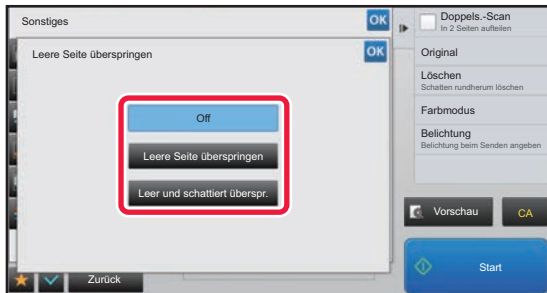 Sonstiges
OK
Leere Seite überspringen
OK
Off
Leere Seite überspringen
Leer und schattiert überspr.
Zurück
Doppels.-Scan
In 2 Seiten aufteilen
Original
Löschen
Schatten rundherum löschen
Farbmodus
Belichtung
Belichtung beim Senden angeben
Vorschau
CA
Start